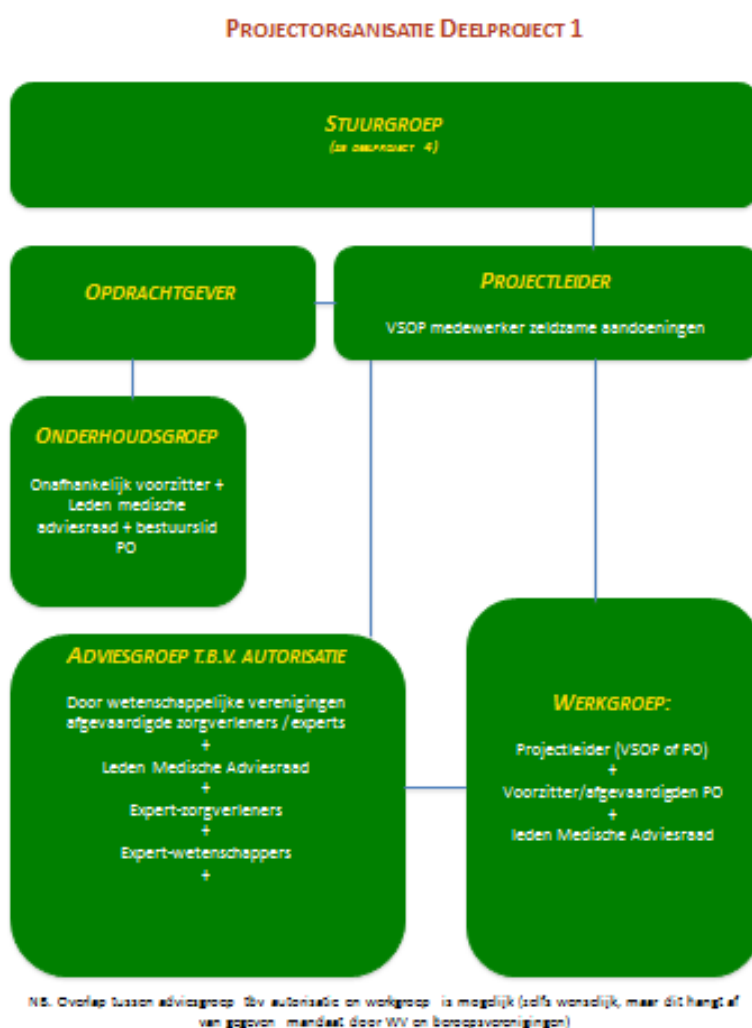 PROJECTORGANISATIE DEELPROJECT 1
STUURGROEP
(ZIE DEELPROJECT 4)
OPDRACHTGEVER
PROJECTLEIDER
VSOP medewerker zeldzame aandoeningen
ONDERHOUDSGROEP
Onafhankelijk voorzitter +
Leden medische
adviesraad + bestuurslid
PO
ADVIESGROEP T.B.V. AUTORISATIE
Door wetenschappelijke verenigingen
afgevaardigde zorgverleners / experts
+
Leden Medische Adviesraad
+
Expert-zorgverleners
+
Expert-wetenschappers
+
WERKGROEP:
Projectleider (VSOP of PO)
+
Voorzitter/afgevaardigden PO
+
leden Medische Adviesraad
NB. Overlap tussen adviesgroep tbv autorisatie en werkgroep is mogelijk (zelfs wenselijk, maar dit hangt af
van gegeven mandaat door WV en beroepsverenigingen)